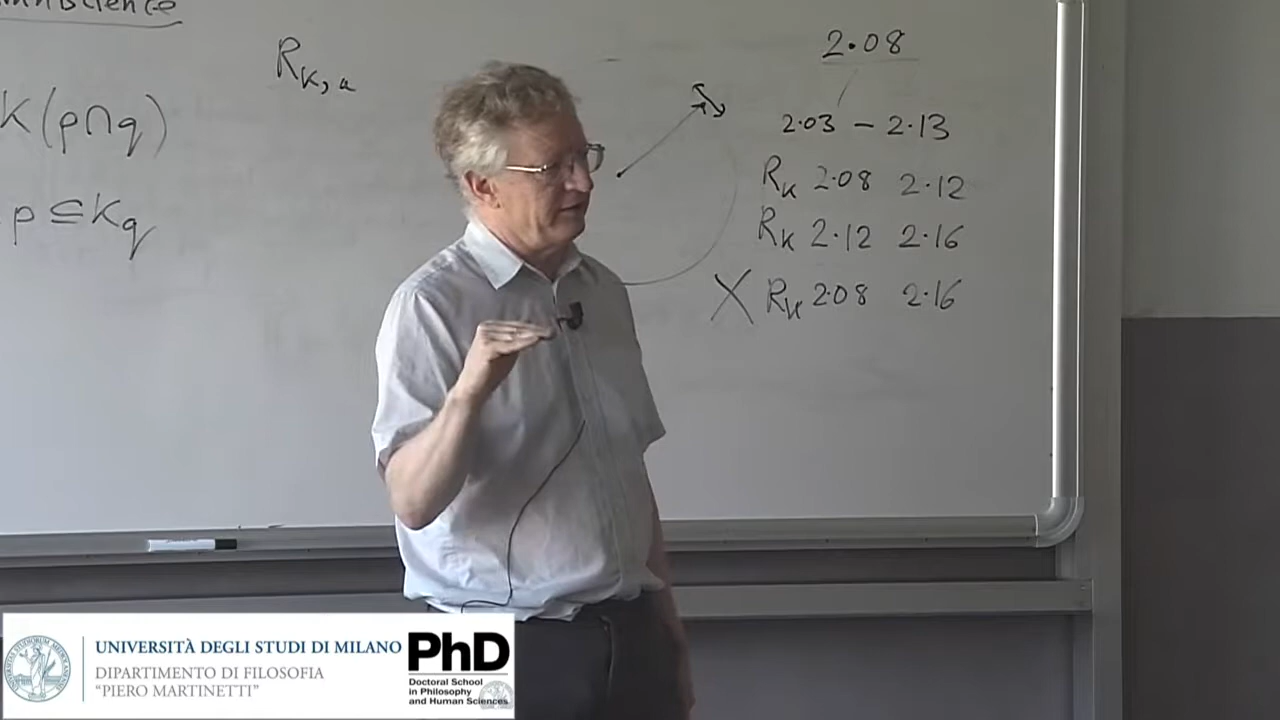 K(p∩q)
p ⊆ Kq
R_K,u
2.08
2.03 – 2.13
R_K 2.08 2.12
R_K 2.12 2.16
X R_K 2.08 2.16
UNIVERSITÀ DEGLI STUDI DI MILANO
DIPARTIMENTO DI FILOSOFIA
“PIERO MARTINETTI”
PhD
Doctoral School
in Philosophy
and Human Sciences